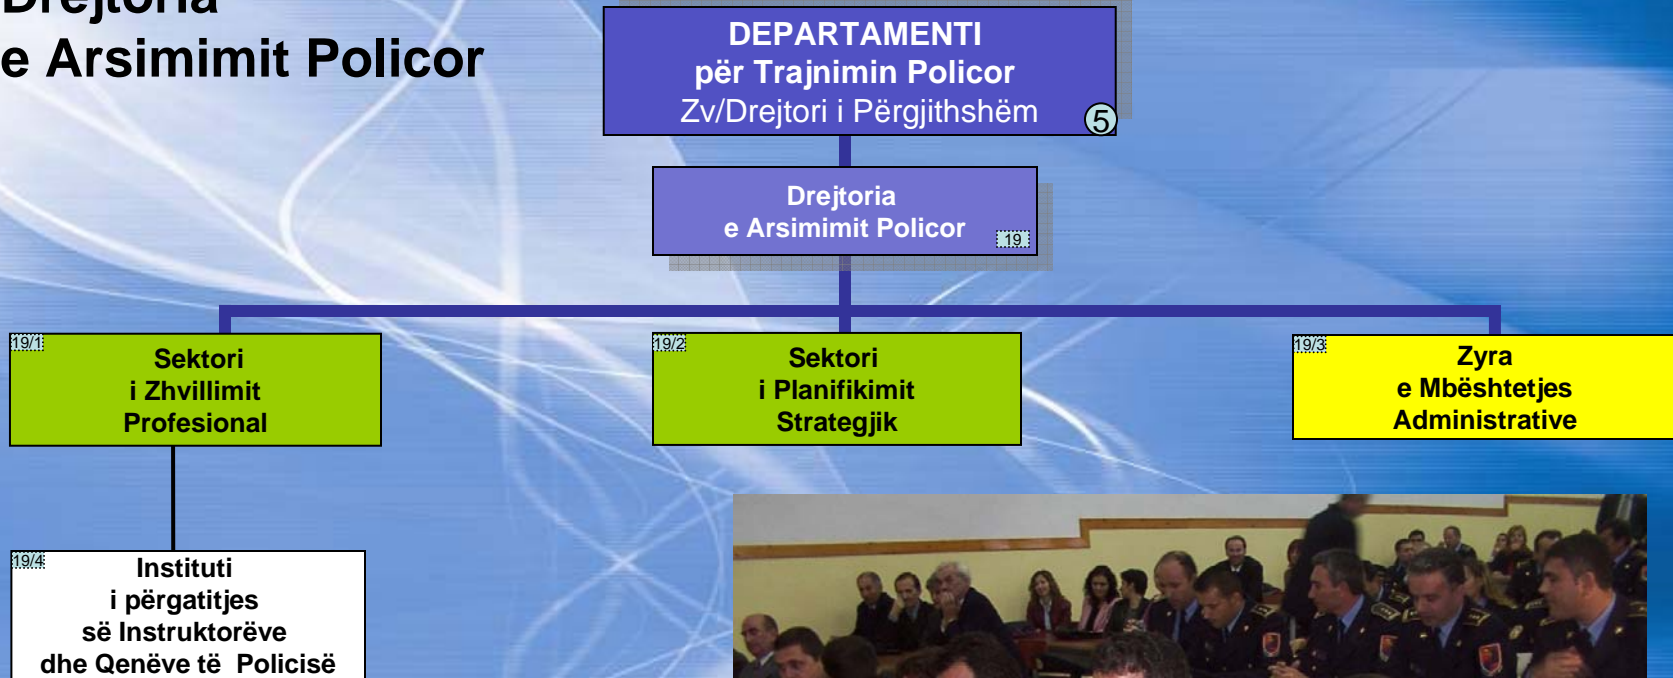 Drejtoria
e Arsimimit Policor
DEPARTAMENTI
për Trajnimin Policor
Zv/Drejtori i Përgjithshëm
5
Drejtoria
e Arsimimit Policor
19
19/1
Sektori
i Zhvillimit
Profesional
19/2
Sektori
i Planifikimit
Strategjik
19/3
Zyra
e Mbështetjes
Administrative
19/4
Instituti
i përgatitjes
së Instruktorëve
dhe Qenëve të Policisë